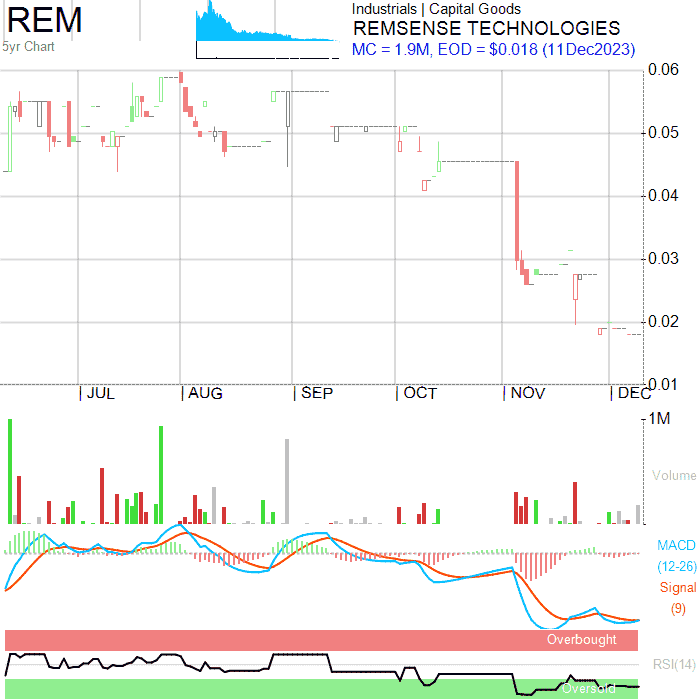 REM
5yr Chart
Industrials | Capital Goods
REMSENSE TECHNOLOGIES
MC = 1.9M, EOD = $0.018 (11Dec2023)
0.06
0.05
0.04
0.03
0.02
0.01
JUL AUG SEP OCT NOV DEC
1M
Volume
MACD
(12-26)
Signal
(9)
Overbought
RSI(14)
Oversold